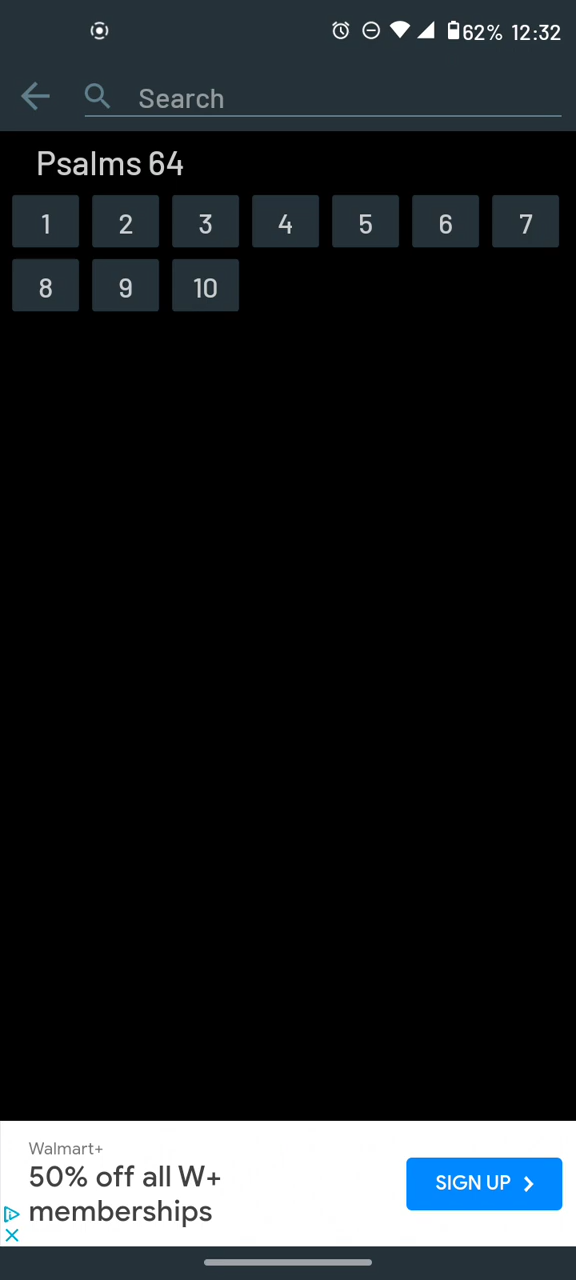 62% 12:32
Search
Psalms 64
1 2 3 4 5 6 7
8 9 10
Walmart+
50% off all W+
memberships
SIGN UP